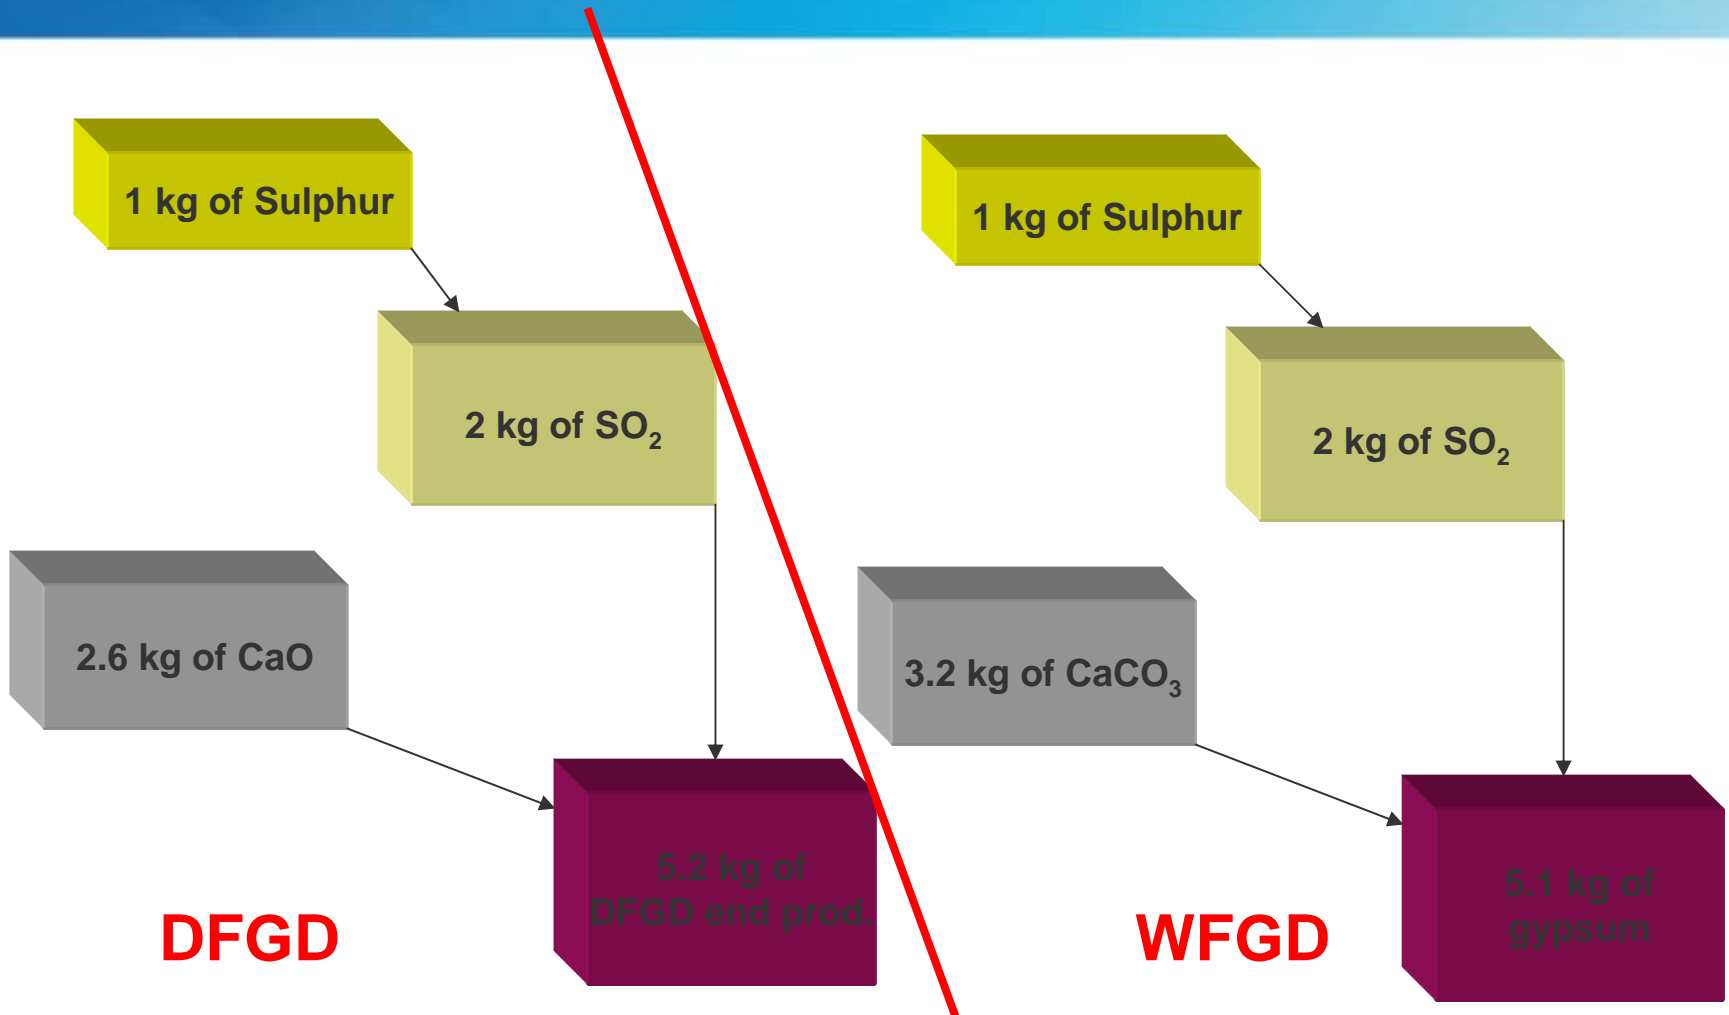 1 kg of Sulphur
2 kg of SO₂
2.6 kg of CaO
5.2 kg of
DFGD end prod.
DFGD
1 kg of Sulphur
2 kg of SO₂
3.2 kg of CaCO₃
5.1 kg of
gypsum
WFGD